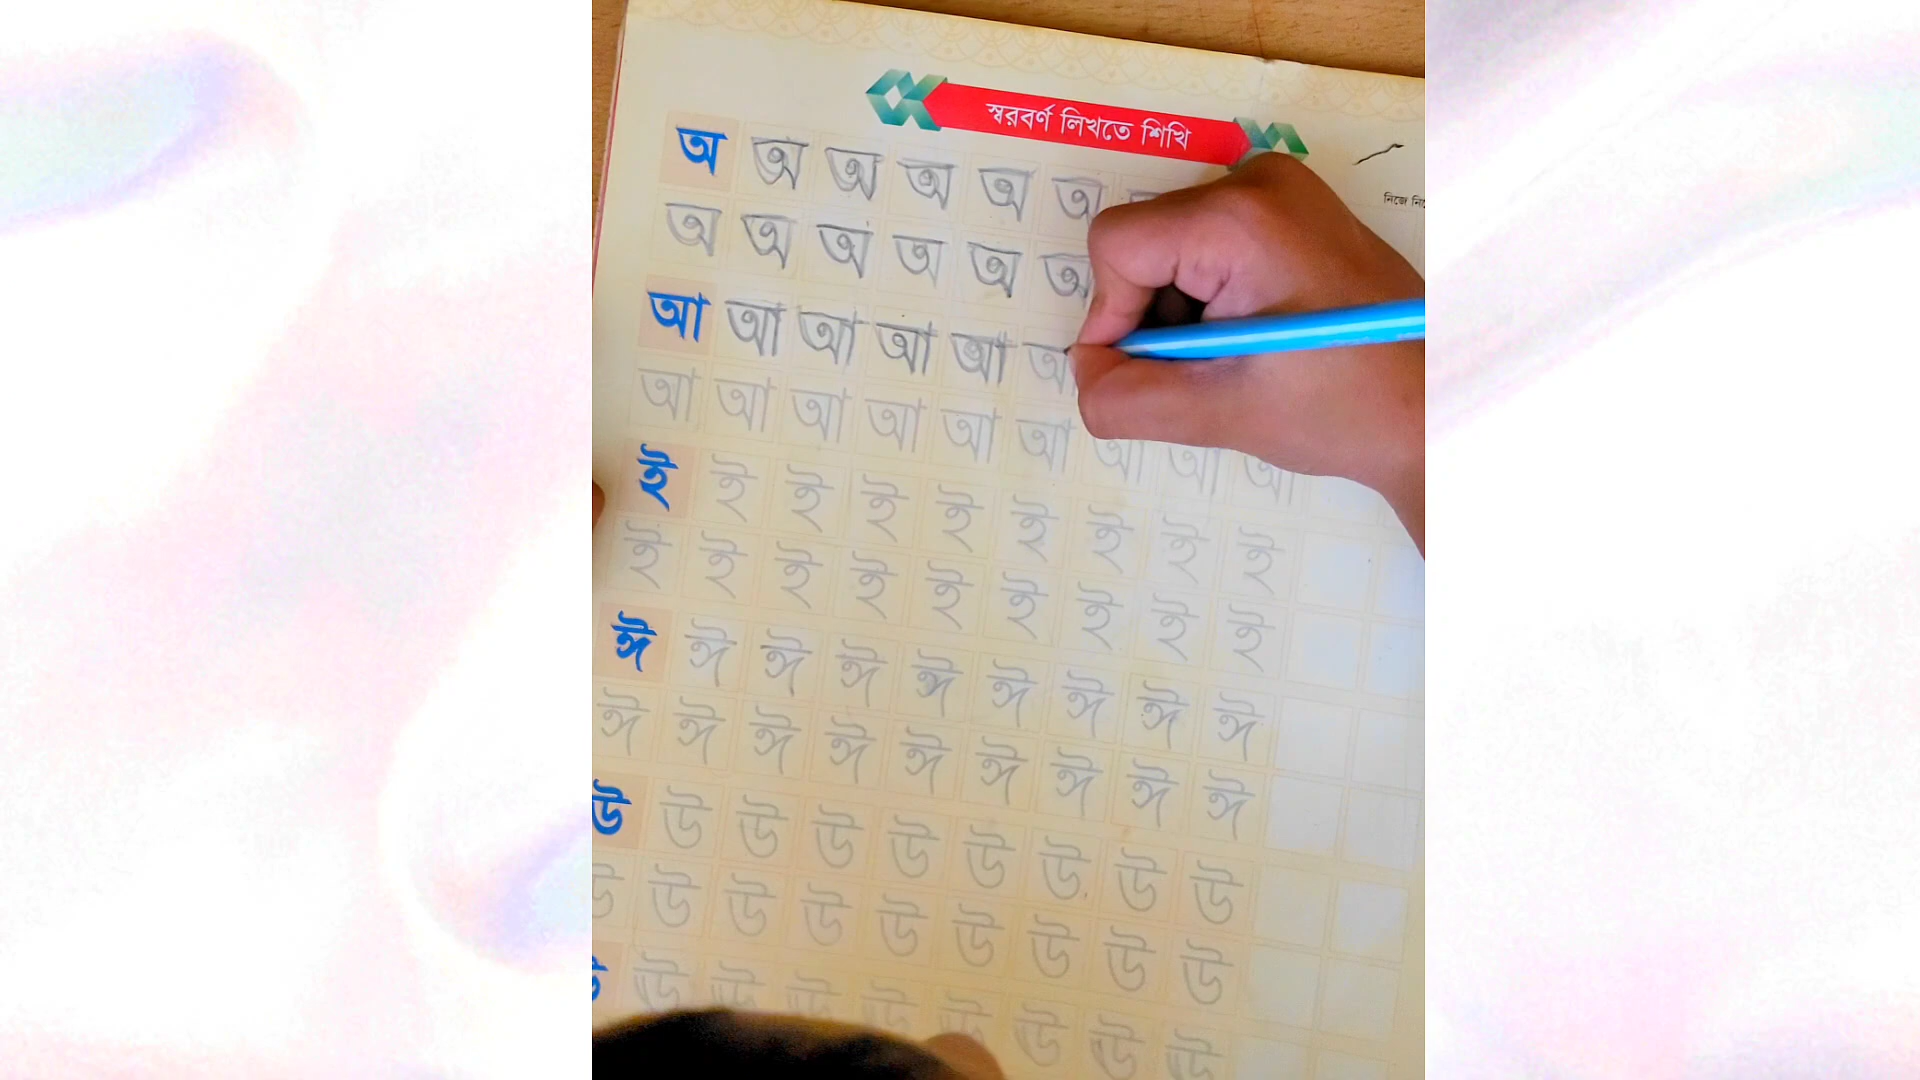 স্বরবর্ণ লিখতে শিখি
নিজে
অ অ অ অ অ অ
অ অ অ অ অ অ
আ আ আ আ আ
আ আ আ আ আ আ আ আ আ
ই ই ই ই ই ই ই ই ই
ই ই ই ই ই ই ই ই ই
ঈ ঈ ঈ ঈ ঈ ঈ ঈ ঈ ঈ
ঈ ঈ ঈ ঈ ঈ ঈ ঈ ঈ ঈ
উ উ উ উ উ উ উ উ উ
উ উ উ উ উ উ উ উ উ
ঊ ঊ ঊ ঊ ঊ ঊ ঊ ঊ